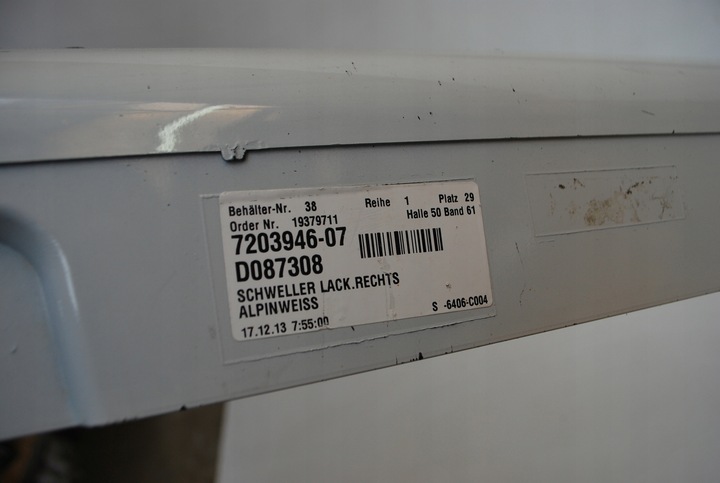 Behälter-Nr. 38 Reihe 1 Platz 29
Order Nr. 19379711 Halle 50 Band 61
7203946-07
D087308
SCHWELLER LACK.RECHTS
ALPINWEISS
S -6406-C004
17.12.13 7:55:00